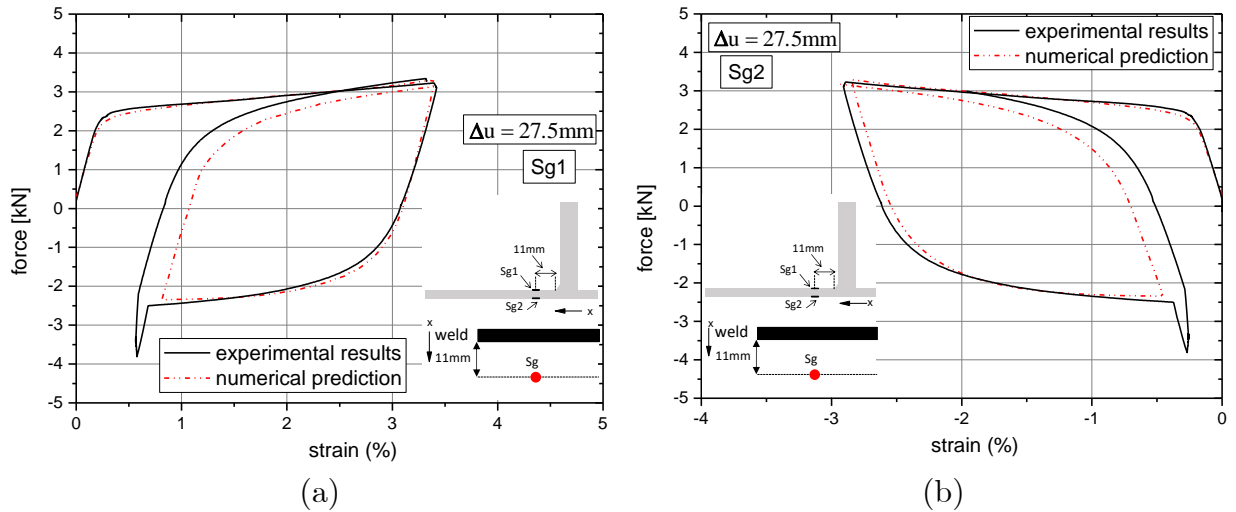 5
4
3
2
1
0
-1
-2
-3
-4
-5
force [kN]
0 1 2 3 4 5
strain (%)
Δu = 27.5mm
Sg1
11mm
Sg1
Sg2
x
x
weld
11mm
Sg
experimental results
numerical prediction
(a)
5
4
3
2
1
0
-1
-2
-3
-4
-5
force [kN]
-4 -3 -2 -1 0
strain (%)
Δu = 27.5mm
Sg2
experimental results
numerical prediction
11mm
Sg1
Sg2
x
x
weld
11mm
Sg
(b)